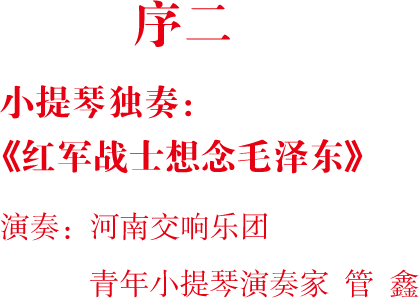 序二
小提琴独奏：
《红军战士想念毛泽东》
演奏：河南交响乐团
青年小提琴演奏家 管 鑫